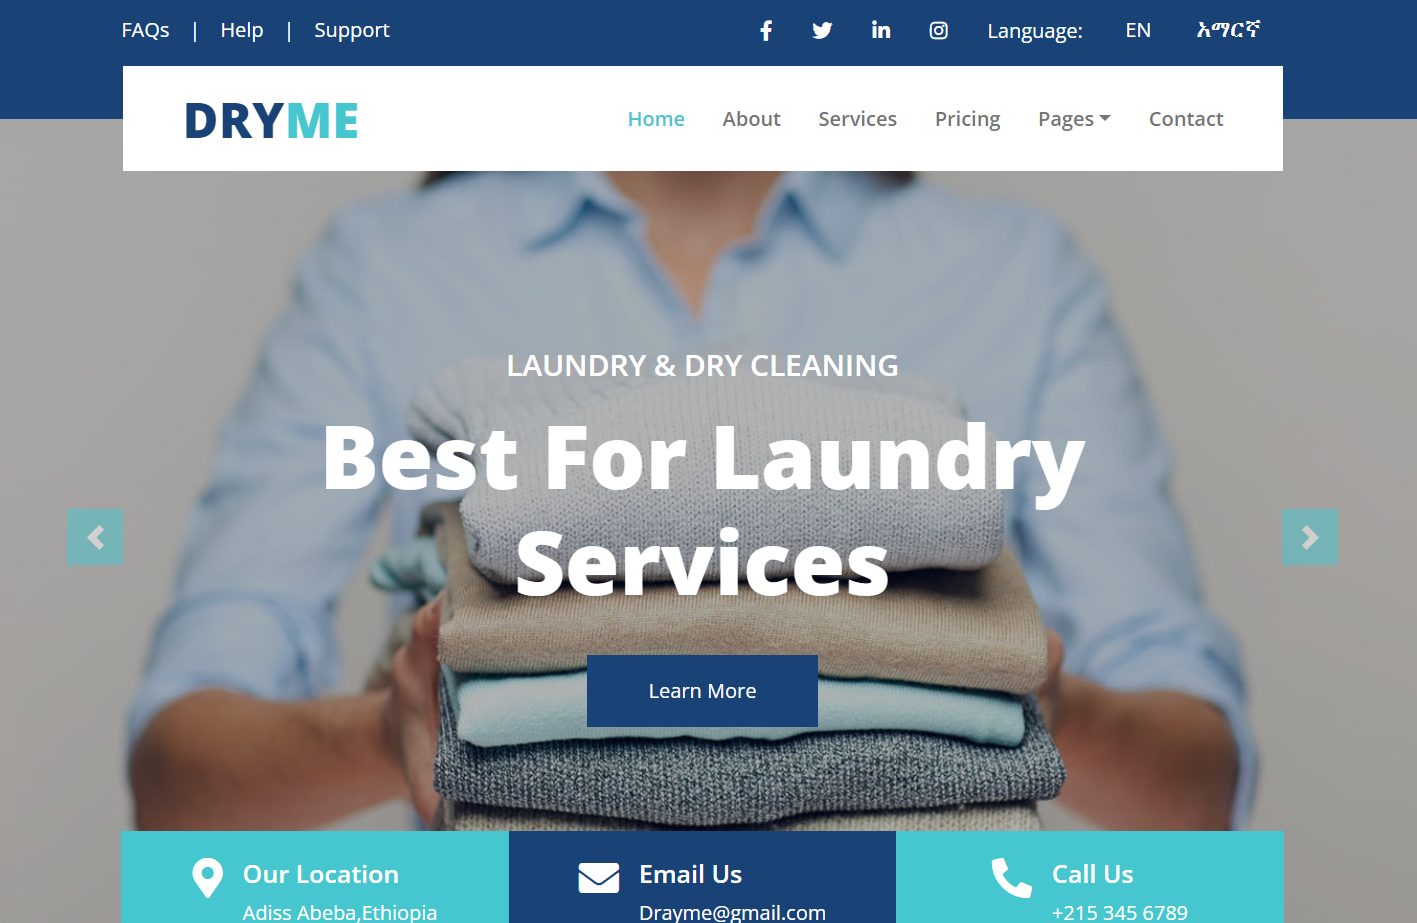 FAQs | Help | Support
Language: EN አማርኛ
DRYME
Home About Services Pricing Pages Contact
LAUNDRY & DRY CLEANING
Best For Laundry
Services
Learn More
Our Location
Adiss Abeba,Ethiopia
Email Us
Drayme@gmail.com
Call Us
+215 345 6789